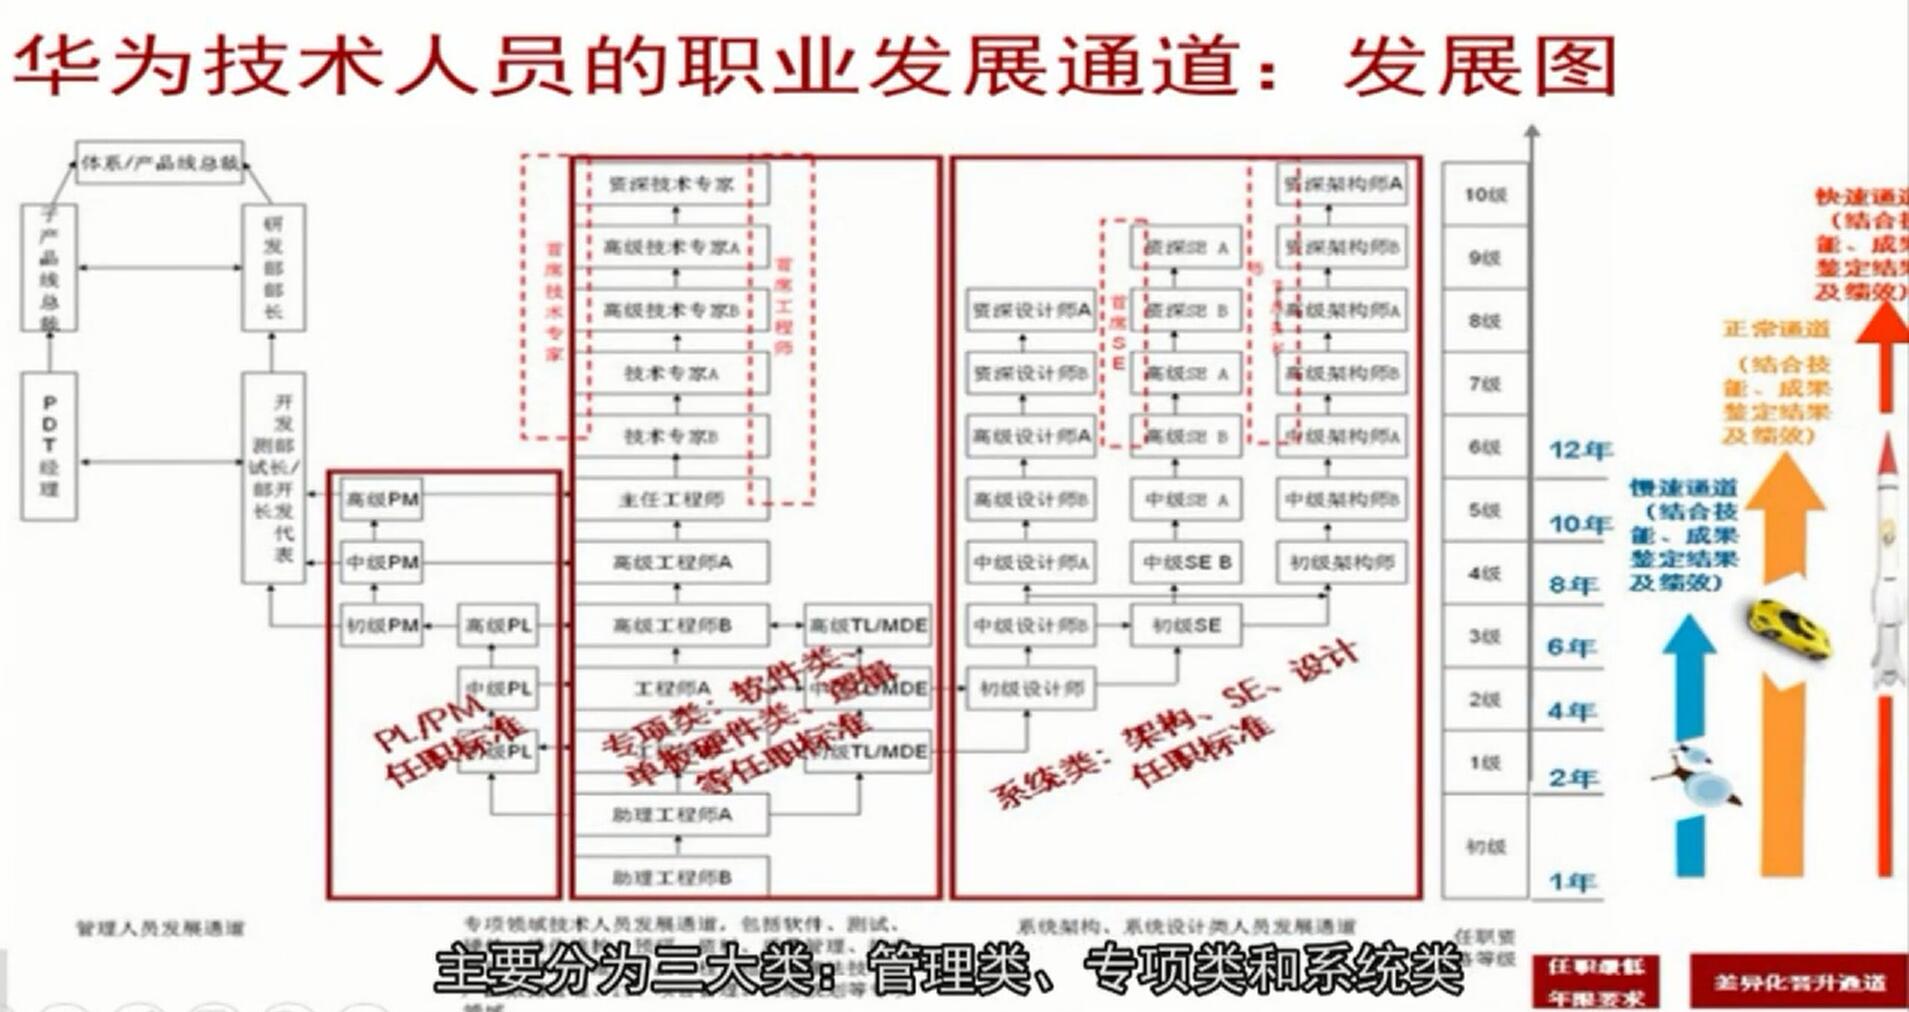 华为技术人员的职业发展通道：发展图
体系/产品线总裁
子产品线总裁
研发部部长
PDT经理
开发部长/
测试部长
开发代表
高级PM
中级PM
初级PM
高级PL
中级PL
级PL
PL/PM
任职标准
首席技术专家
资深技术专家
高级技术专家A
高级技术专家B
技术专家A
技术专家B
主任工程师
高级工程师A
高级工程师B
工程师A
助理工程师A
助理工程师B
首席工程师
高级TL/MDE
TL/MDE
级TL/MDE
专项类：软件类、
单板硬件类、逻辑
等任职标准
资深设计师A
资深设计师B
高级设计师A
高级设计师B
中级设计师A
中级设计师B
初级设计师
首席SE
资深SE A
资深SE B
高级SE A
高级SE B
中级SE A
中级SE B
初级SE
资深架构师A
资深架构师B
高级架构师A
高级架构师B
中级架构师A
中级架构师B
初级架构师
系统类：架构、SE、设计
任职标准
10级
9级
8级
7级
6级
5级
4级
3级
2级
1级
初级
12年
10年
8年
6年
4年
2年
1年
慢速通道
（结合技
能、成果
鉴定结果
及绩效）
正常通道
（结合技
能、成果
鉴定结果
及绩效）
快速通道
（结合技
能、成果
鉴定结果
及绩效）
管理人员发展通道
专项领域技术人员发展通道，包括软件、测试、
系统架构、系统设计类人员发展通道
任职资
格等级
任职最低
年限要求
差异化晋升通道
主要分为三大类：管理类、专项类和系统类